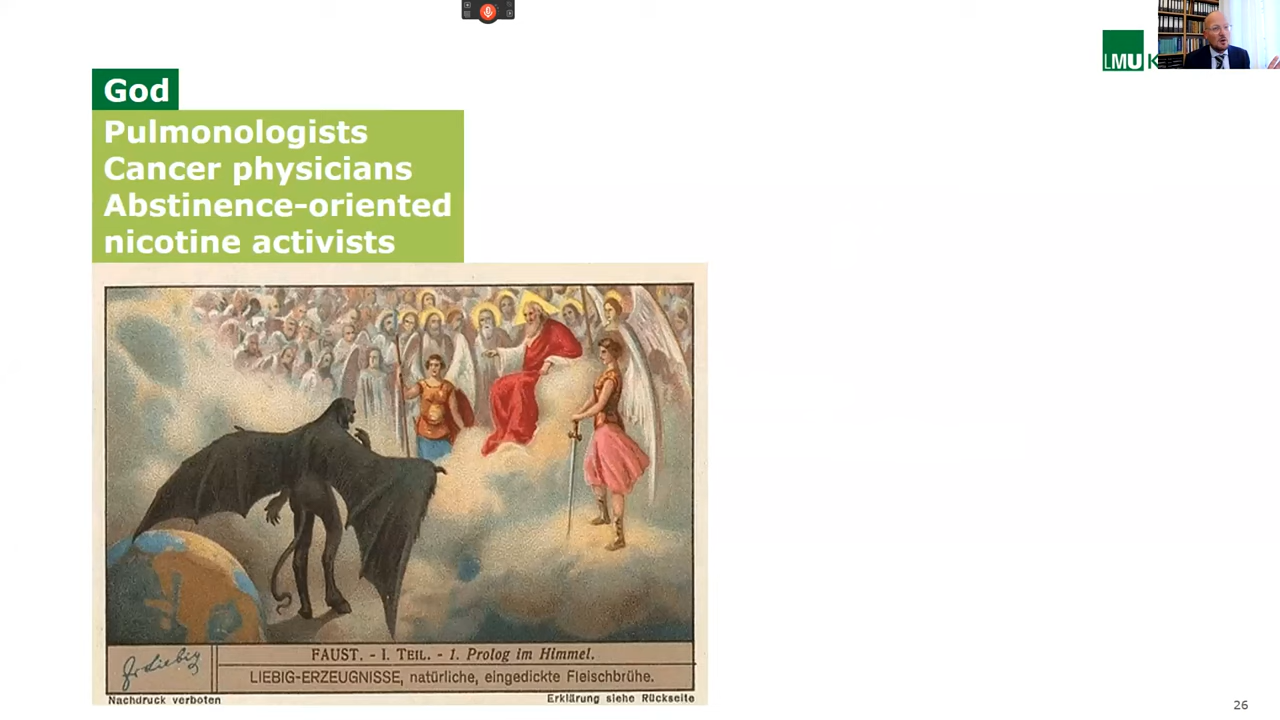 God
LMU K
Pulmonologists
Cancer physicians
Abstinence-oriented
nicotine activists
FAUST. - I. TEIL. - 1. Prolog im Himmel.
LIEBIG-ERZEUGNISSE, natürliche, eingedickte Fleischbrühe.
Nachdruck verboten
Erklärung siehe Rückseite
26